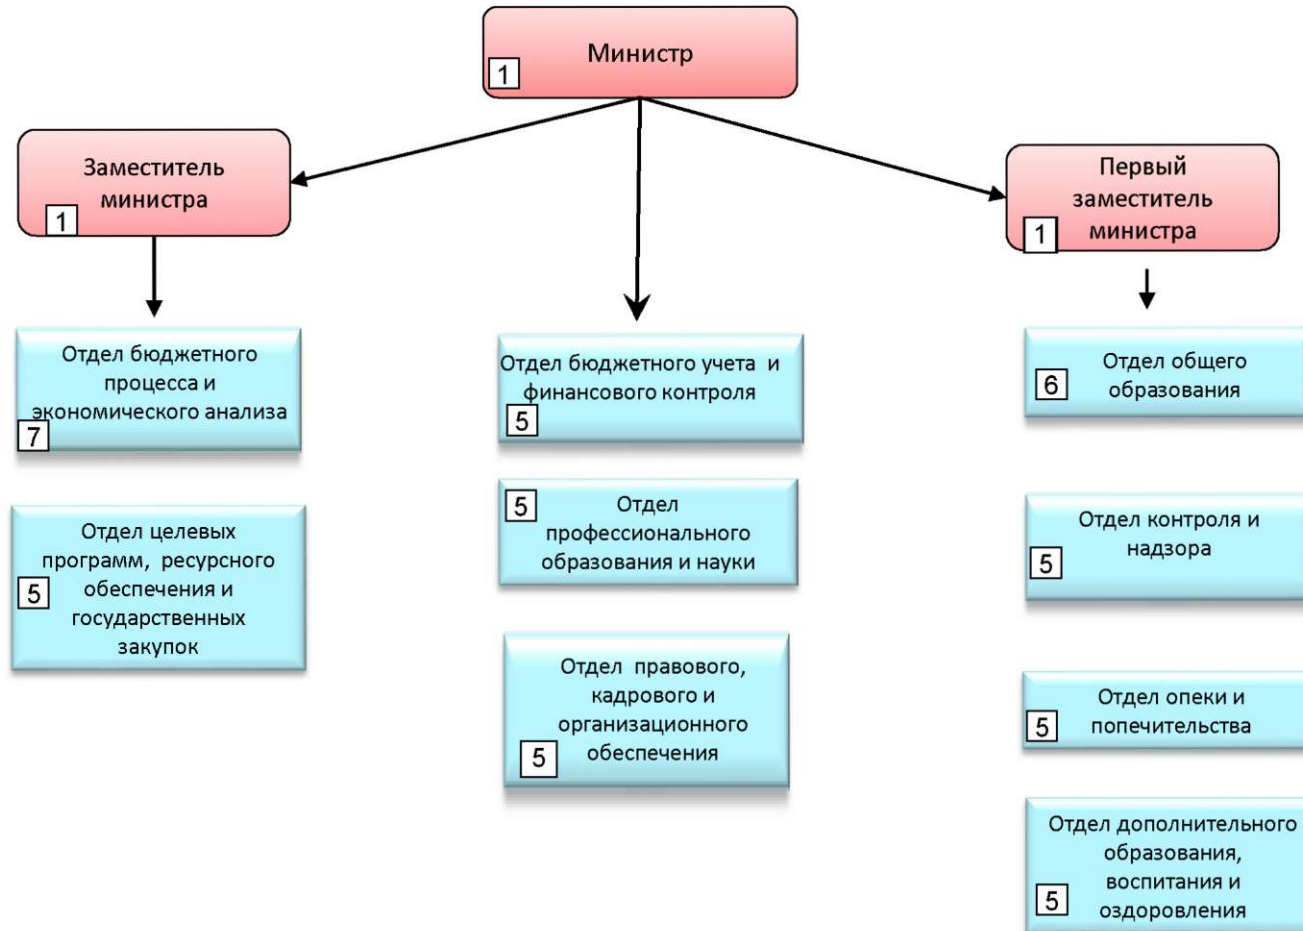 Министр
1
Заместитель
министра
1
Первый
заместитель
министра
1
Отдел бюджетного
процесса и
экономического анализа
7
Отдел целевых
программ, ресурсного
обеспечения и
государственных
закупок
5
Отдел бюджетного учета и
финансового контроля
5
5
Отдел
профессионального
образования и науки
Отдел правового,
кадрового и
организационного
обеспечения
5
Отдел общего
образования
6
Отдел контроля и
надзора
5
Отдел опеки и
попечительства
5
Отдел дополнительного
образования,
воспитания и
оздоровления
5